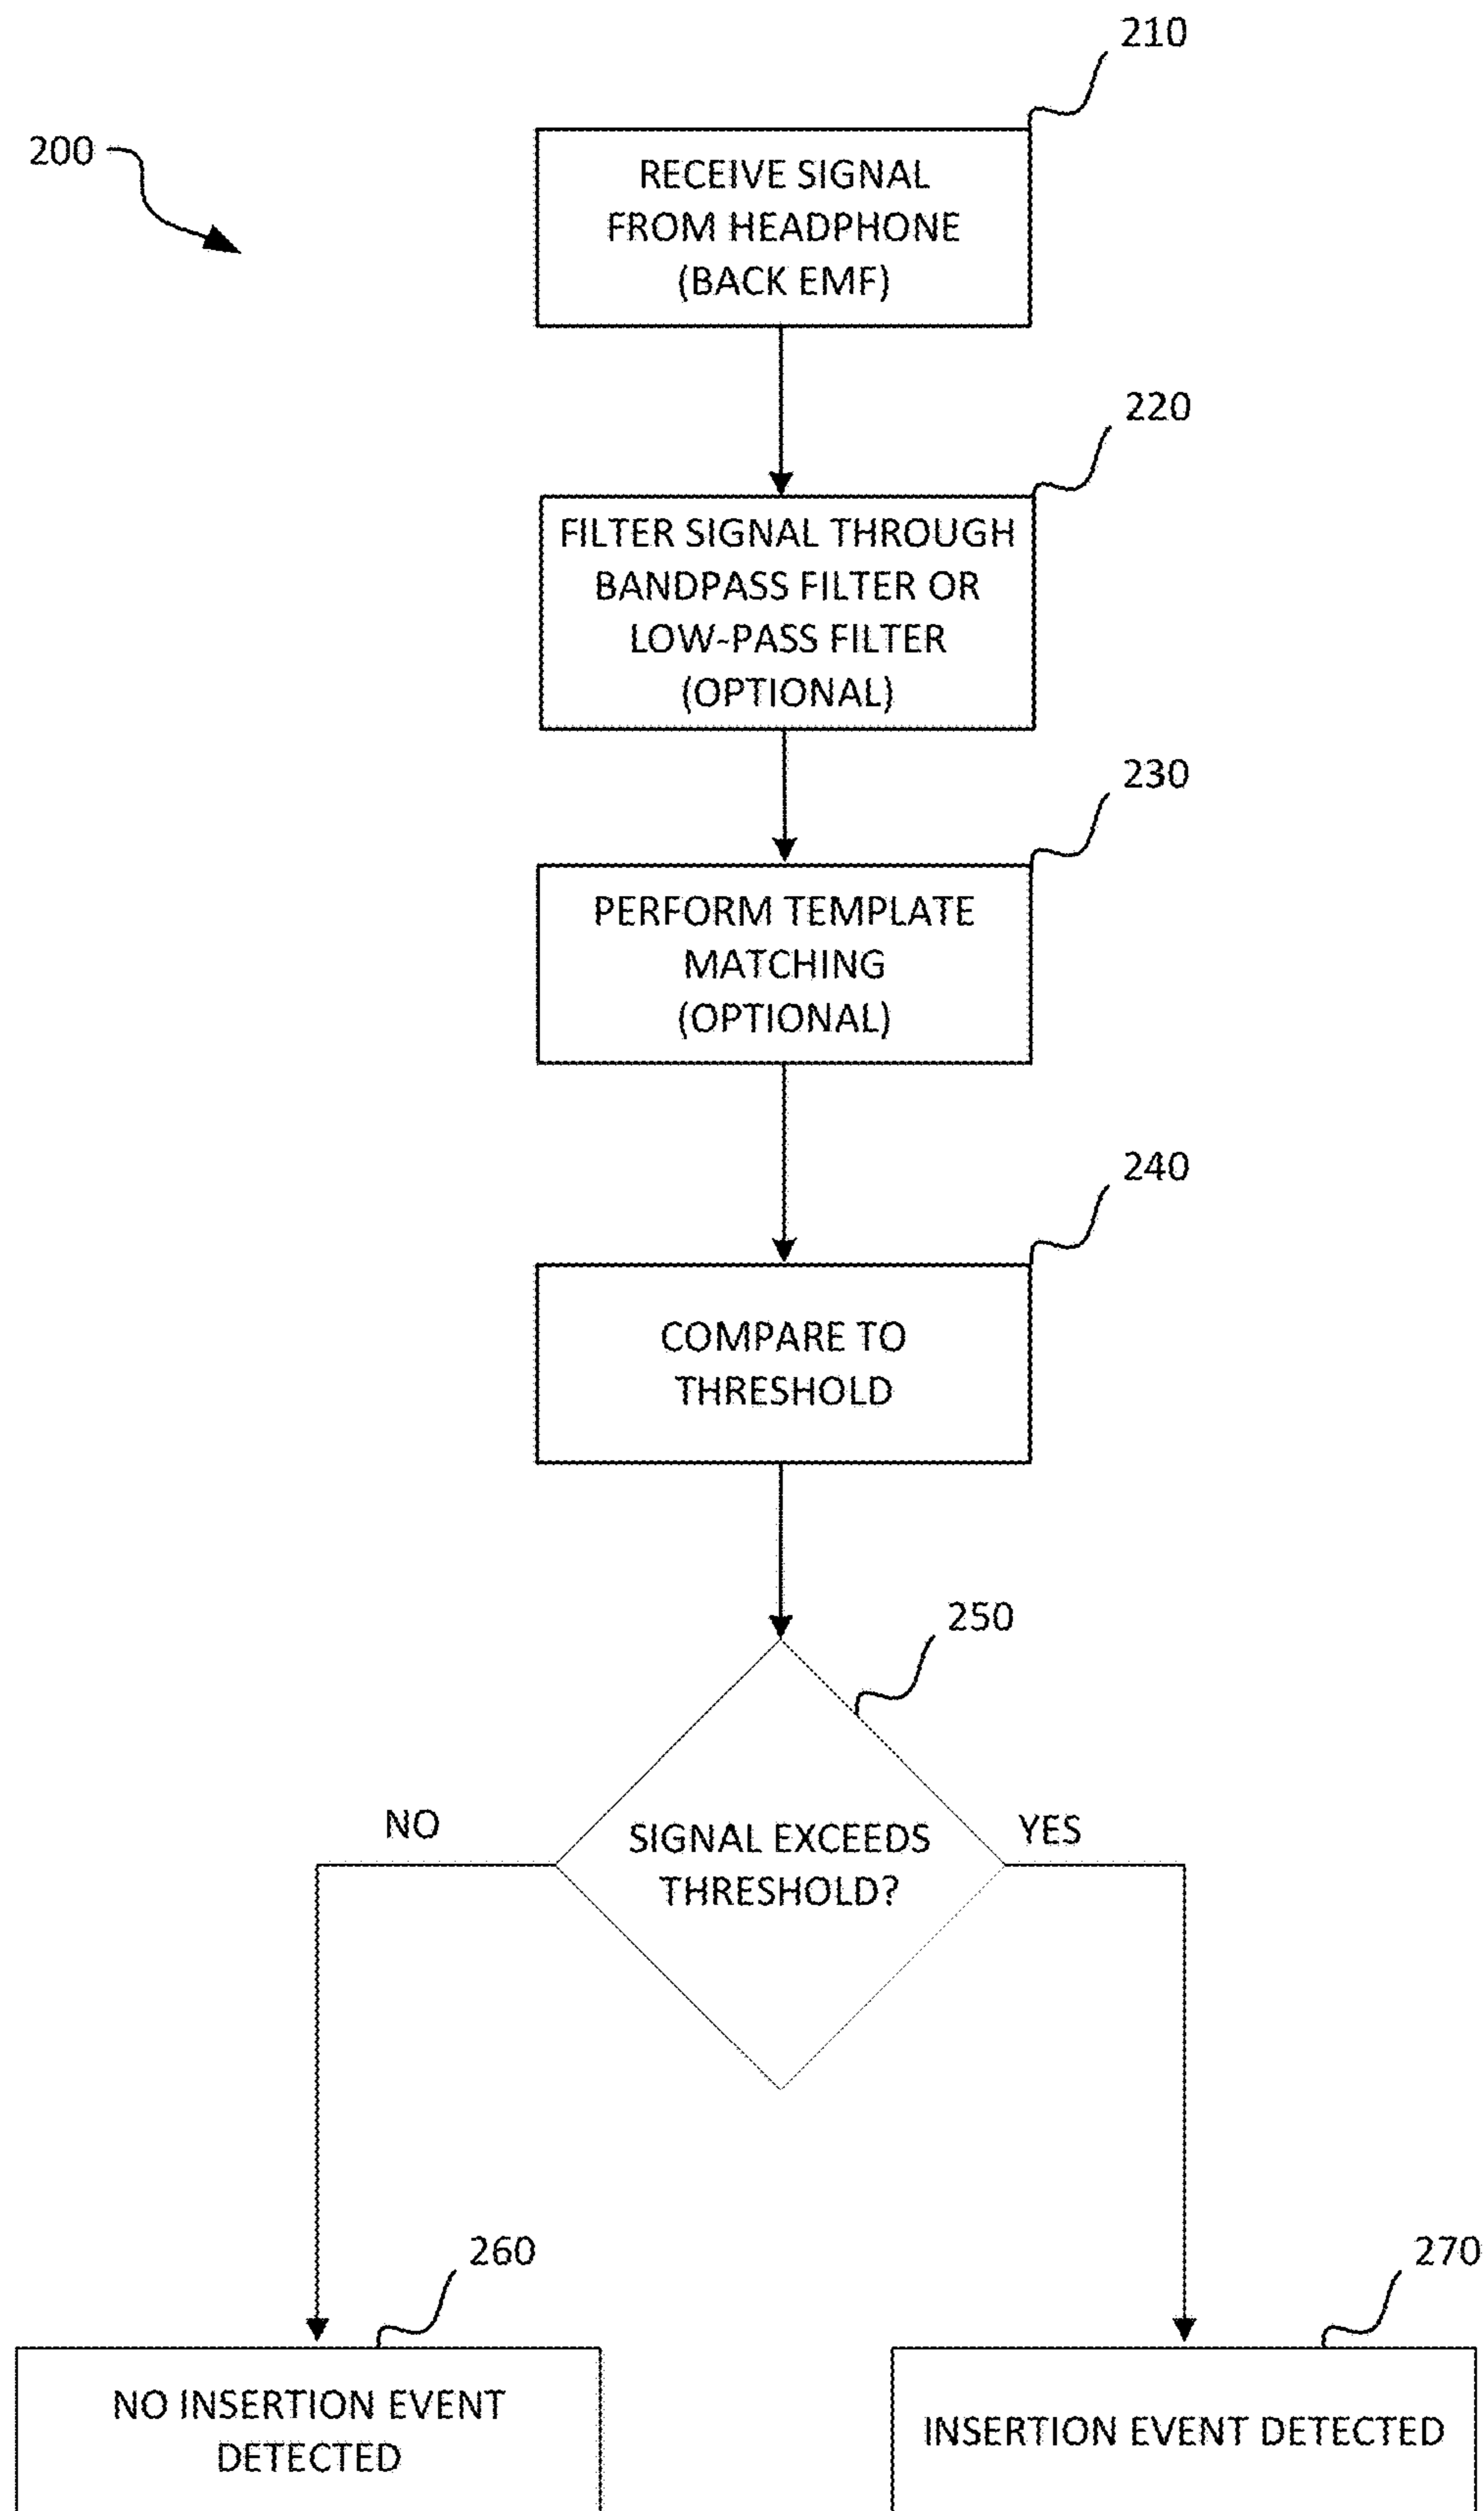 210
200
RECEIVE SIGNAL
FROM HEADPHONE
(BACK EMF)
220
FILTER SIGNAL THROUGH
BANDPASS FILTER OR
LOW-PASS FILTER
(OPTIONAL)
230
PERFORM TEMPLATE
MATCHING
(OPTIONAL)
240
COMPARE TO
THRESHOLD
250
NO
SIGNAL EXCEEDS
THRESHOLD?
YES
260
270
NO INSERTION EVENT
DETECTED
INSERTION EVENT DETECTED